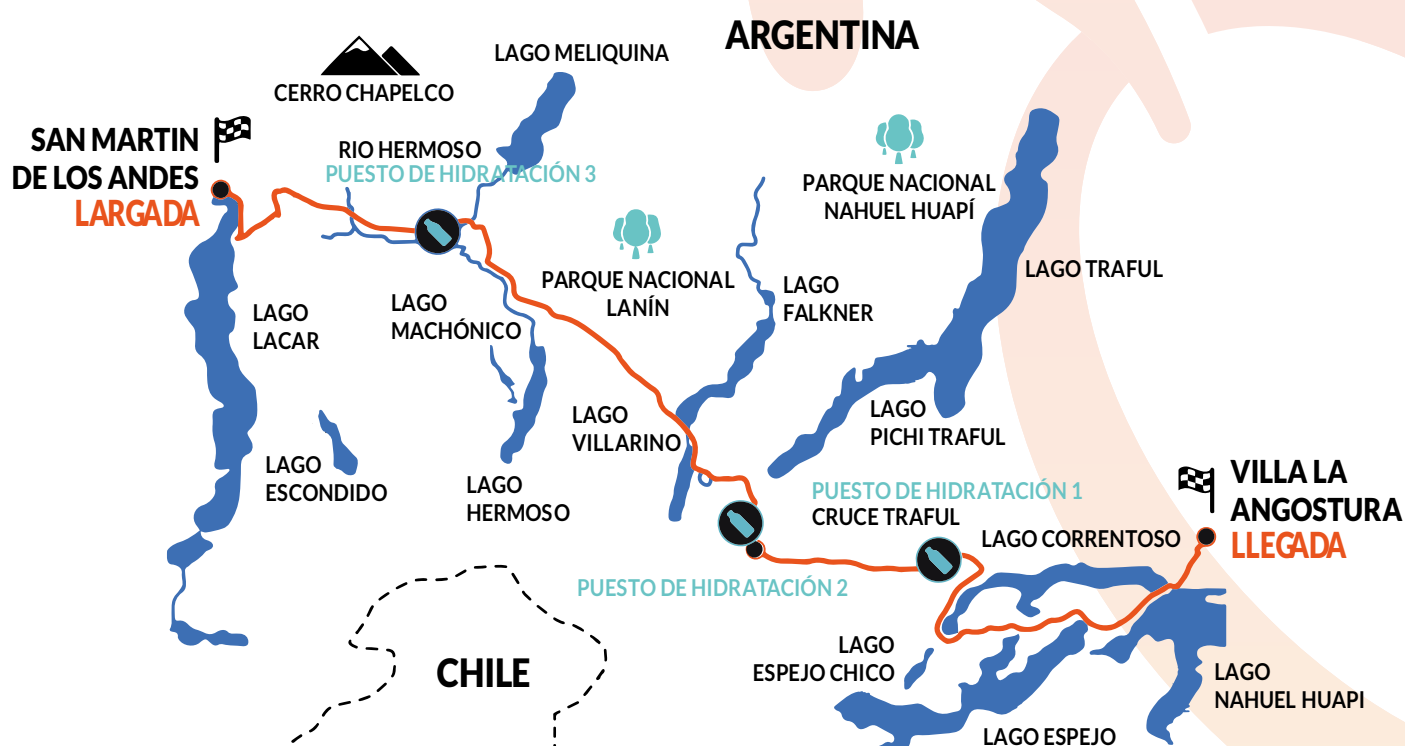 ARGENTINA
LAGO MELIQUINA
CERRO CHAPELCO
SAN MARTIN
DE LOS ANDES
LARGADA
RIO HERMOSO
PUESTO DE HIDRATACIÓN 3
PARQUE NACIONAL
NAHUEL HUAPÍ
PARQUE NACIONAL
LANÍN
LAGO TRAFUL
LAGO
FALKNER
LAGO
LACAR
LAGO
MACHÓNICO
LAGO
VILLARINO
LAGO
PICHI TRAFUL
LAGO
ESCONDIDO
LAGO
HERMOSO
PUESTO DE HIDRATACIÓN 1
CRUCE TRAFUL
VILLA LA
ANGOSTURA
LLEGADA
LAGO CORRENTOSO
PUESTO DE HIDRATACIÓN 2
CHILE
LAGO
ESPEJO CHICO
LAGO
NAHUEL HUAPI
LAGO ESPEJO